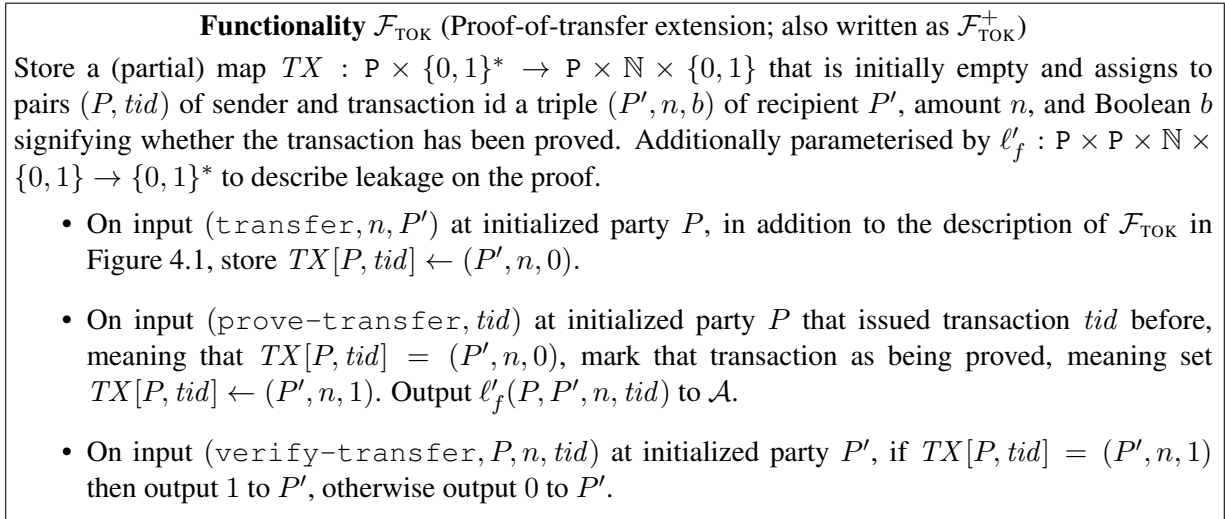 Functionality F_TOK (Proof-of-transfer extension; also written as F_TOK^+)
Store a (partial) map TX : P × {0, 1}* → P × ℕ × {0, 1} that is initially empty and assigns to
pairs (P, tid) of sender and transaction id a triple (P′, n, b) of recipient P′, amount n, and Boolean b
signifying whether the transaction has been proved. Additionally parameterised by ℓ′_f : P × P × ℕ ×
{0, 1} → {0, 1}* to describe leakage on the proof.
• On input (transfer, n, P′) at initialized party P, in addition to the description of F_TOK in
Figure 4.1, store TX[P, tid] ← (P′, n, 0).
• On input (prove-transfer, tid) at initialized party P that issued transaction tid before,
meaning that TX[P, tid] = (P′, n, 0), mark that transaction as being proved, meaning set
TX[P, tid] ← (P′, n, 1). Output ℓ′_f(P, P′, n, tid) to A.
• On input (verify-transfer, P, n, tid) at initialized party P′, if TX[P, tid] = (P′, n, 1)
then output 1 to P′, otherwise output 0 to P′.